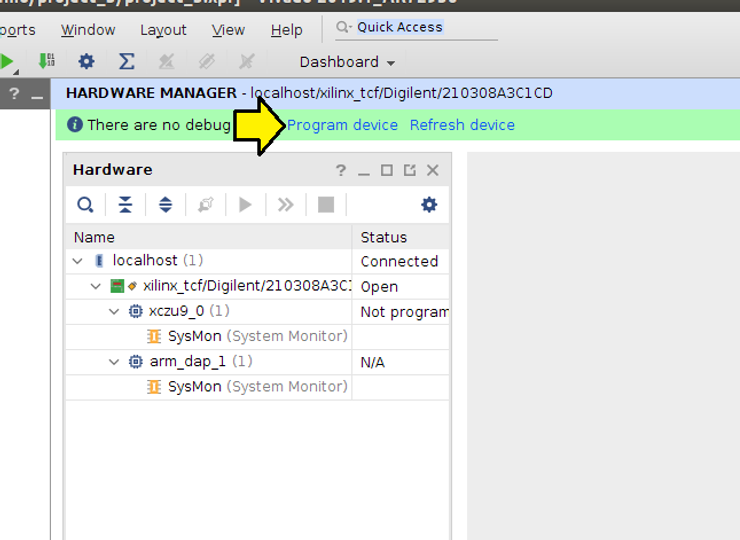 ports Window Layout View Help Quick Access
Dashboard
? _ HARDWARE MANAGER - localhost/xilinx_tcf/Digilent/210308A3C1CD
There are no debug Program device Refresh device
Hardware ? _
Name Status
localhost (1) Connected
xilinx_tcf/Digilent/210308A3C1 Open
xczu9_0 (1) Not program
SysMon (System Monitor)
arm_dap_1 (1) N/A
SysMon (System Monitor)